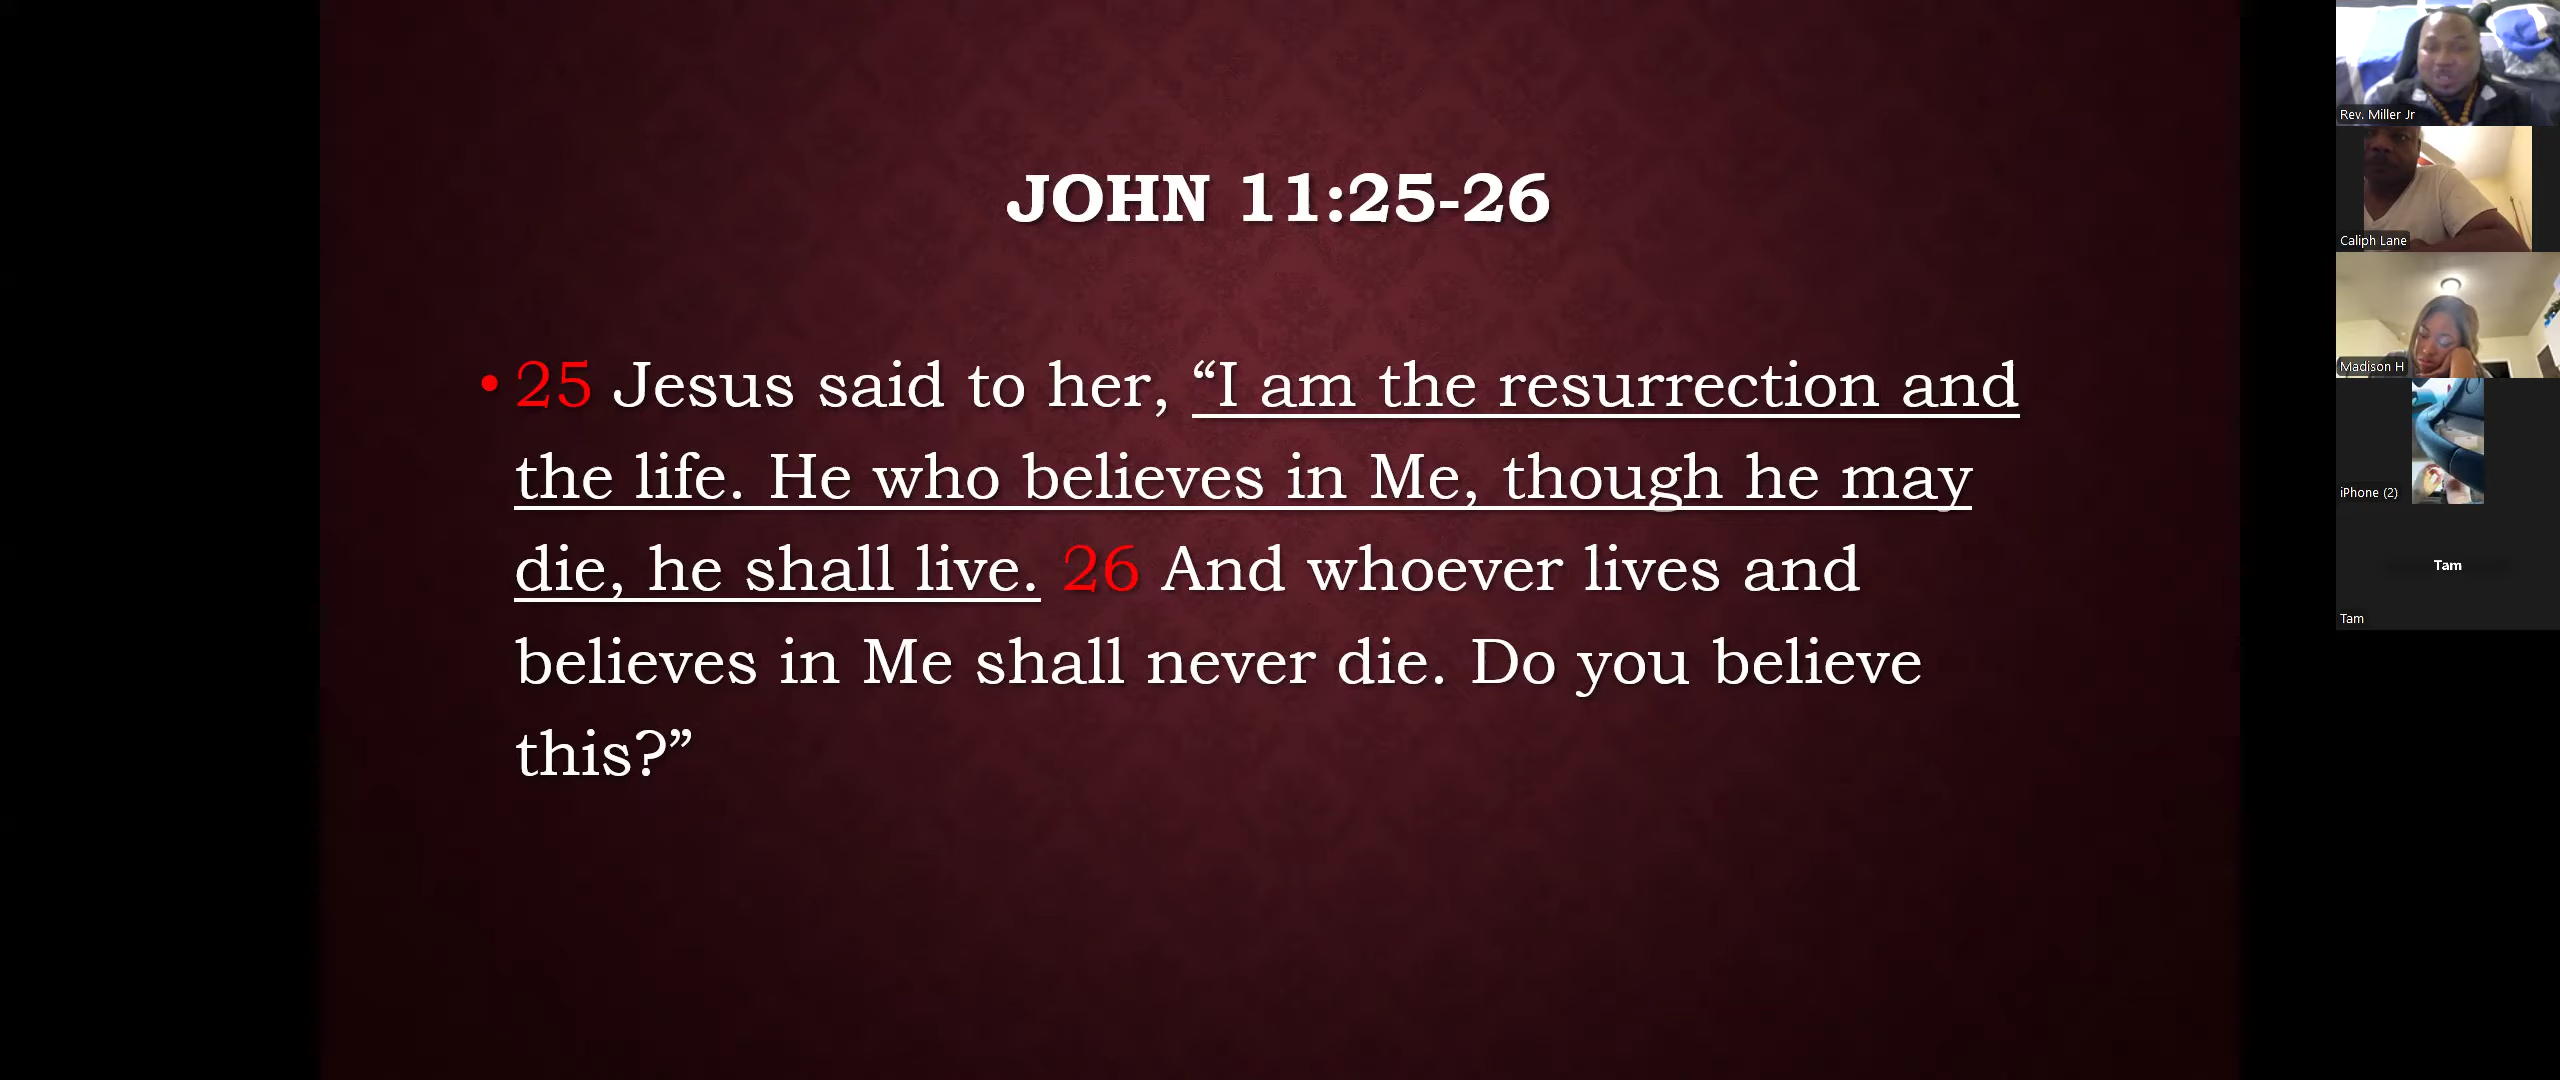 JOHN 11:25-26
• 25 Jesus said to her, “I am the resurrection and
the life. He who believes in Me, though he may
die, he shall live. 26 And whoever lives and
believes in Me shall never die. Do you believe
this?”
Rev. Miller Jr
Caliph Lane
Madison H
iPhone (2)
Tam
Tam